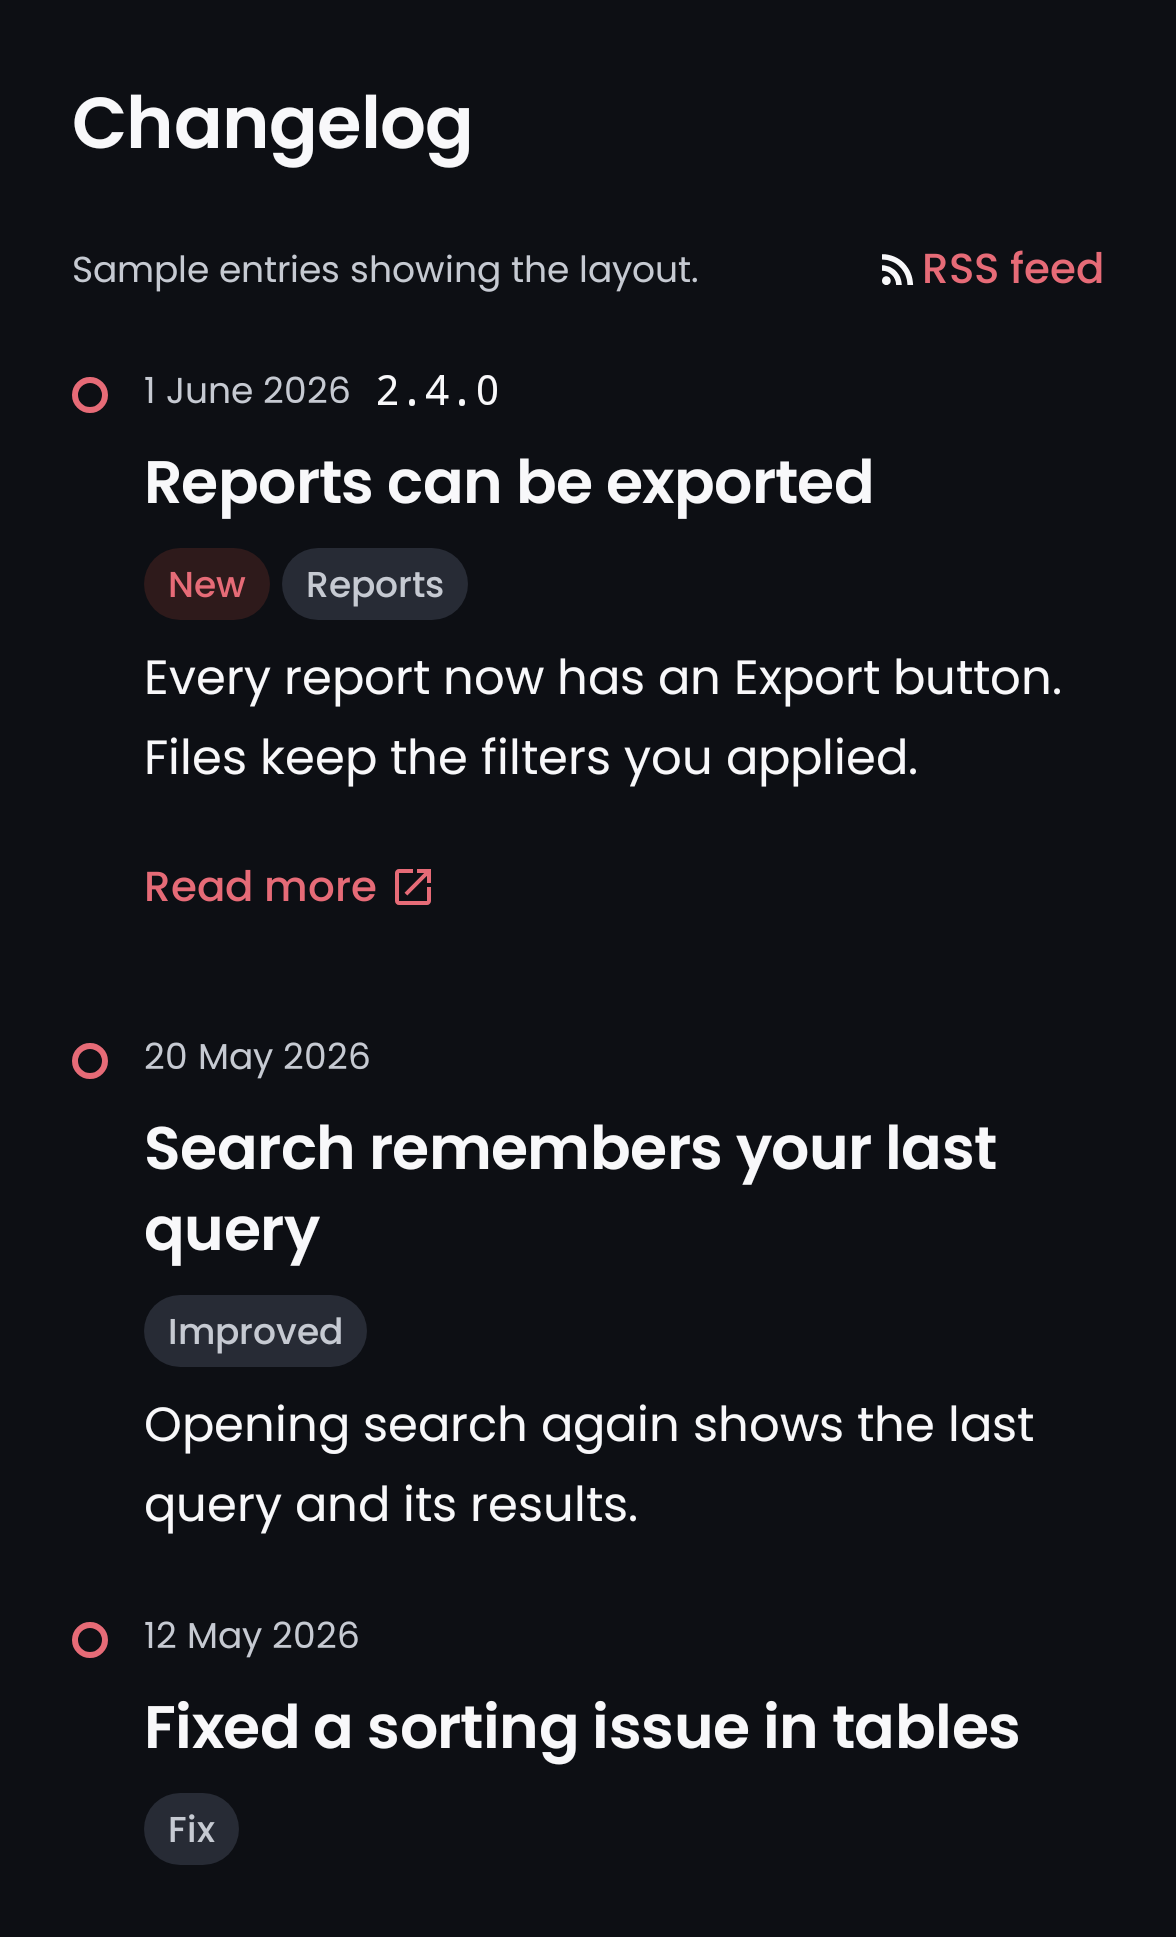 Changelog
Sample entries showing the layout.
RSS feed
1 June 2026 2.4.0
Reports can be exported
New Reports
Every report now has an Export button.
Files keep the filters you applied.
Read more
20 May 2026
Search remembers your last
query
Improved
Opening search again shows the last
query and its results.
12 May 2026
Fixed a sorting issue in tables
Fix